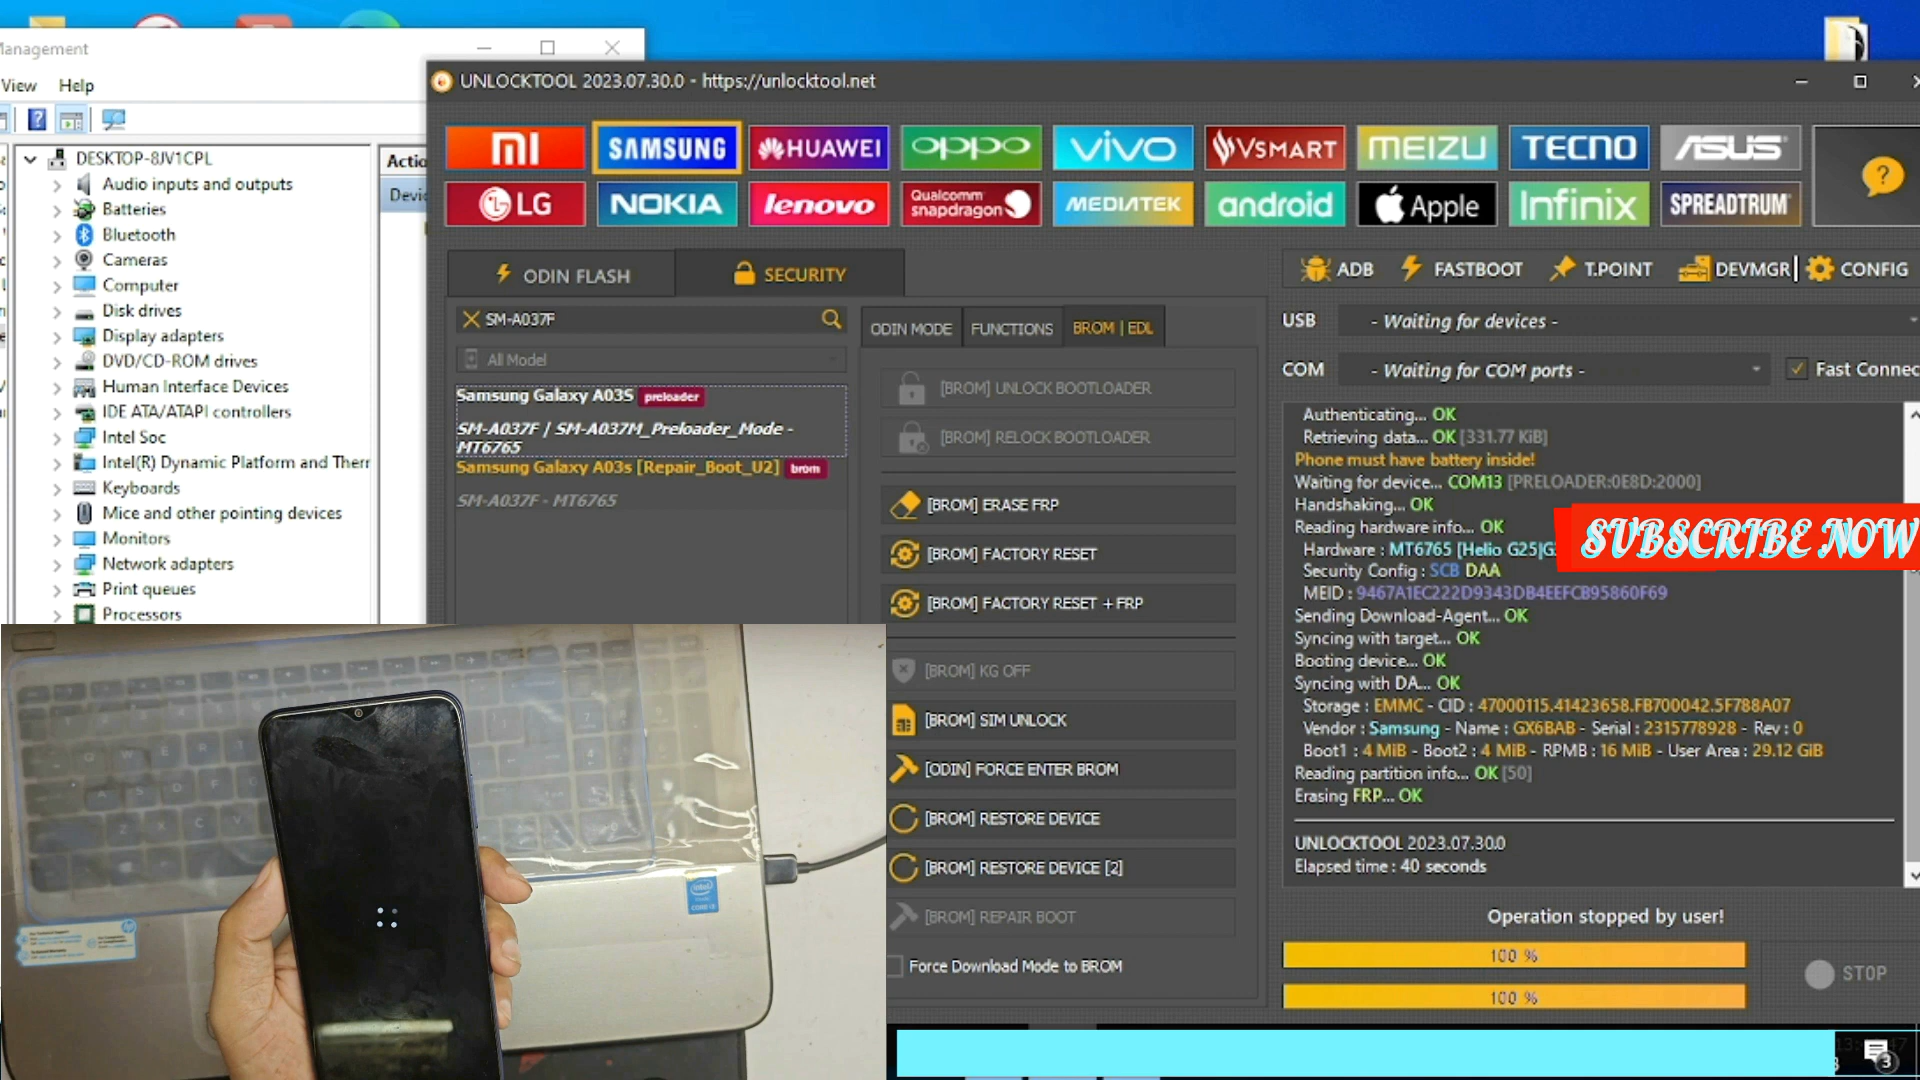 Management
View Help
DESKTOP-8JV1CPL
Audio inputs and outputs
Batteries
Bluetooth
Cameras
Computer
Disk drives
Display adapters
DVD/CD-ROM drives
Human Interface Devices
IDE ATA/ATAPI controllers
Intel Soc
Intel(R) Dynamic Platform and Therr
Keyboards
Mice and other pointing devices
Monitors
Network adapters
Print queues
Processors
Actio
Devic
UNLOCKTOOL 2023.07.30.0 - https://unlocktool.net
MI SAMSUNG HUAWEI oppo vivo VSMART MEIZU TECNO ASUS
LG NOKIA lenovo Qualcomm snapdragon MEDIATEK android Apple Infinix SPREADTRUM
?
ODIN FLASH SECURITY
SM-A037F
All Model
Samsung Galaxy A03S preloader
SM-A037F | SM-A037M_Preloader_Mode -
MT6765
Samsung Galaxy A03s [Repair_Boot_U2] brom
SM-A037F - MT6765
ODIN MODE FUNCTIONS BROM | EDL
[BROM] UNLOCK BOOTLOADER
[BROM] RELOCK BOOTLOADER
[BROM] ERASE FRP
[BROM] FACTORY RESET
[BROM] FACTORY RESET + FRP
[BROM] KG OFF
[BROM] SIM UNLOCK
[ODIN] FORCE ENTER BROM
[BROM] RESTORE DEVICE
[BROM] RESTORE DEVICE [2]
[BROM] REPAIR BOOT
Force Download Mode to BROM
ADB FASTBOOT T.POINT DEVMGR CONFIG
USB - Waiting for devices -
COM - Waiting for COM ports - Fast Connec
Authenticating... OK
Retrieving data... OK [331.77 KiB]
Phone must have battery inside!
Waiting for device... COM13 [PRELOADER:0E8D:2000]
Handshaking... OK
Reading hardware info... OK
Hardware : MT6765 [Helio G25|G
Security Config : SCB DAA
MEID : 9467A1EC222D9343DB4EEFCB95860F69
Sending Download-Agent... OK
Syncing with target... OK
Booting device... OK
Syncing with DA... OK
Storage : EMMC - CID : 47000115.41423658.FB700042.5F788A07
Vendor : Samsung - Name : GX6BAB - Serial : 2315778928 - Rev : 0
Boot1 : 4 MiB - Boot2 : 4 MiB - RPMB : 16 MiB - User Area : 29.12 GiB
Reading partition info... OK [50]
Erasing FRP... OK
UNLOCKTOOL 2023.07.30.0
Elapsed time : 40 seconds
SUBSCRIBE NOW
Operation stopped by user!
100 %
100 %
STOP
3